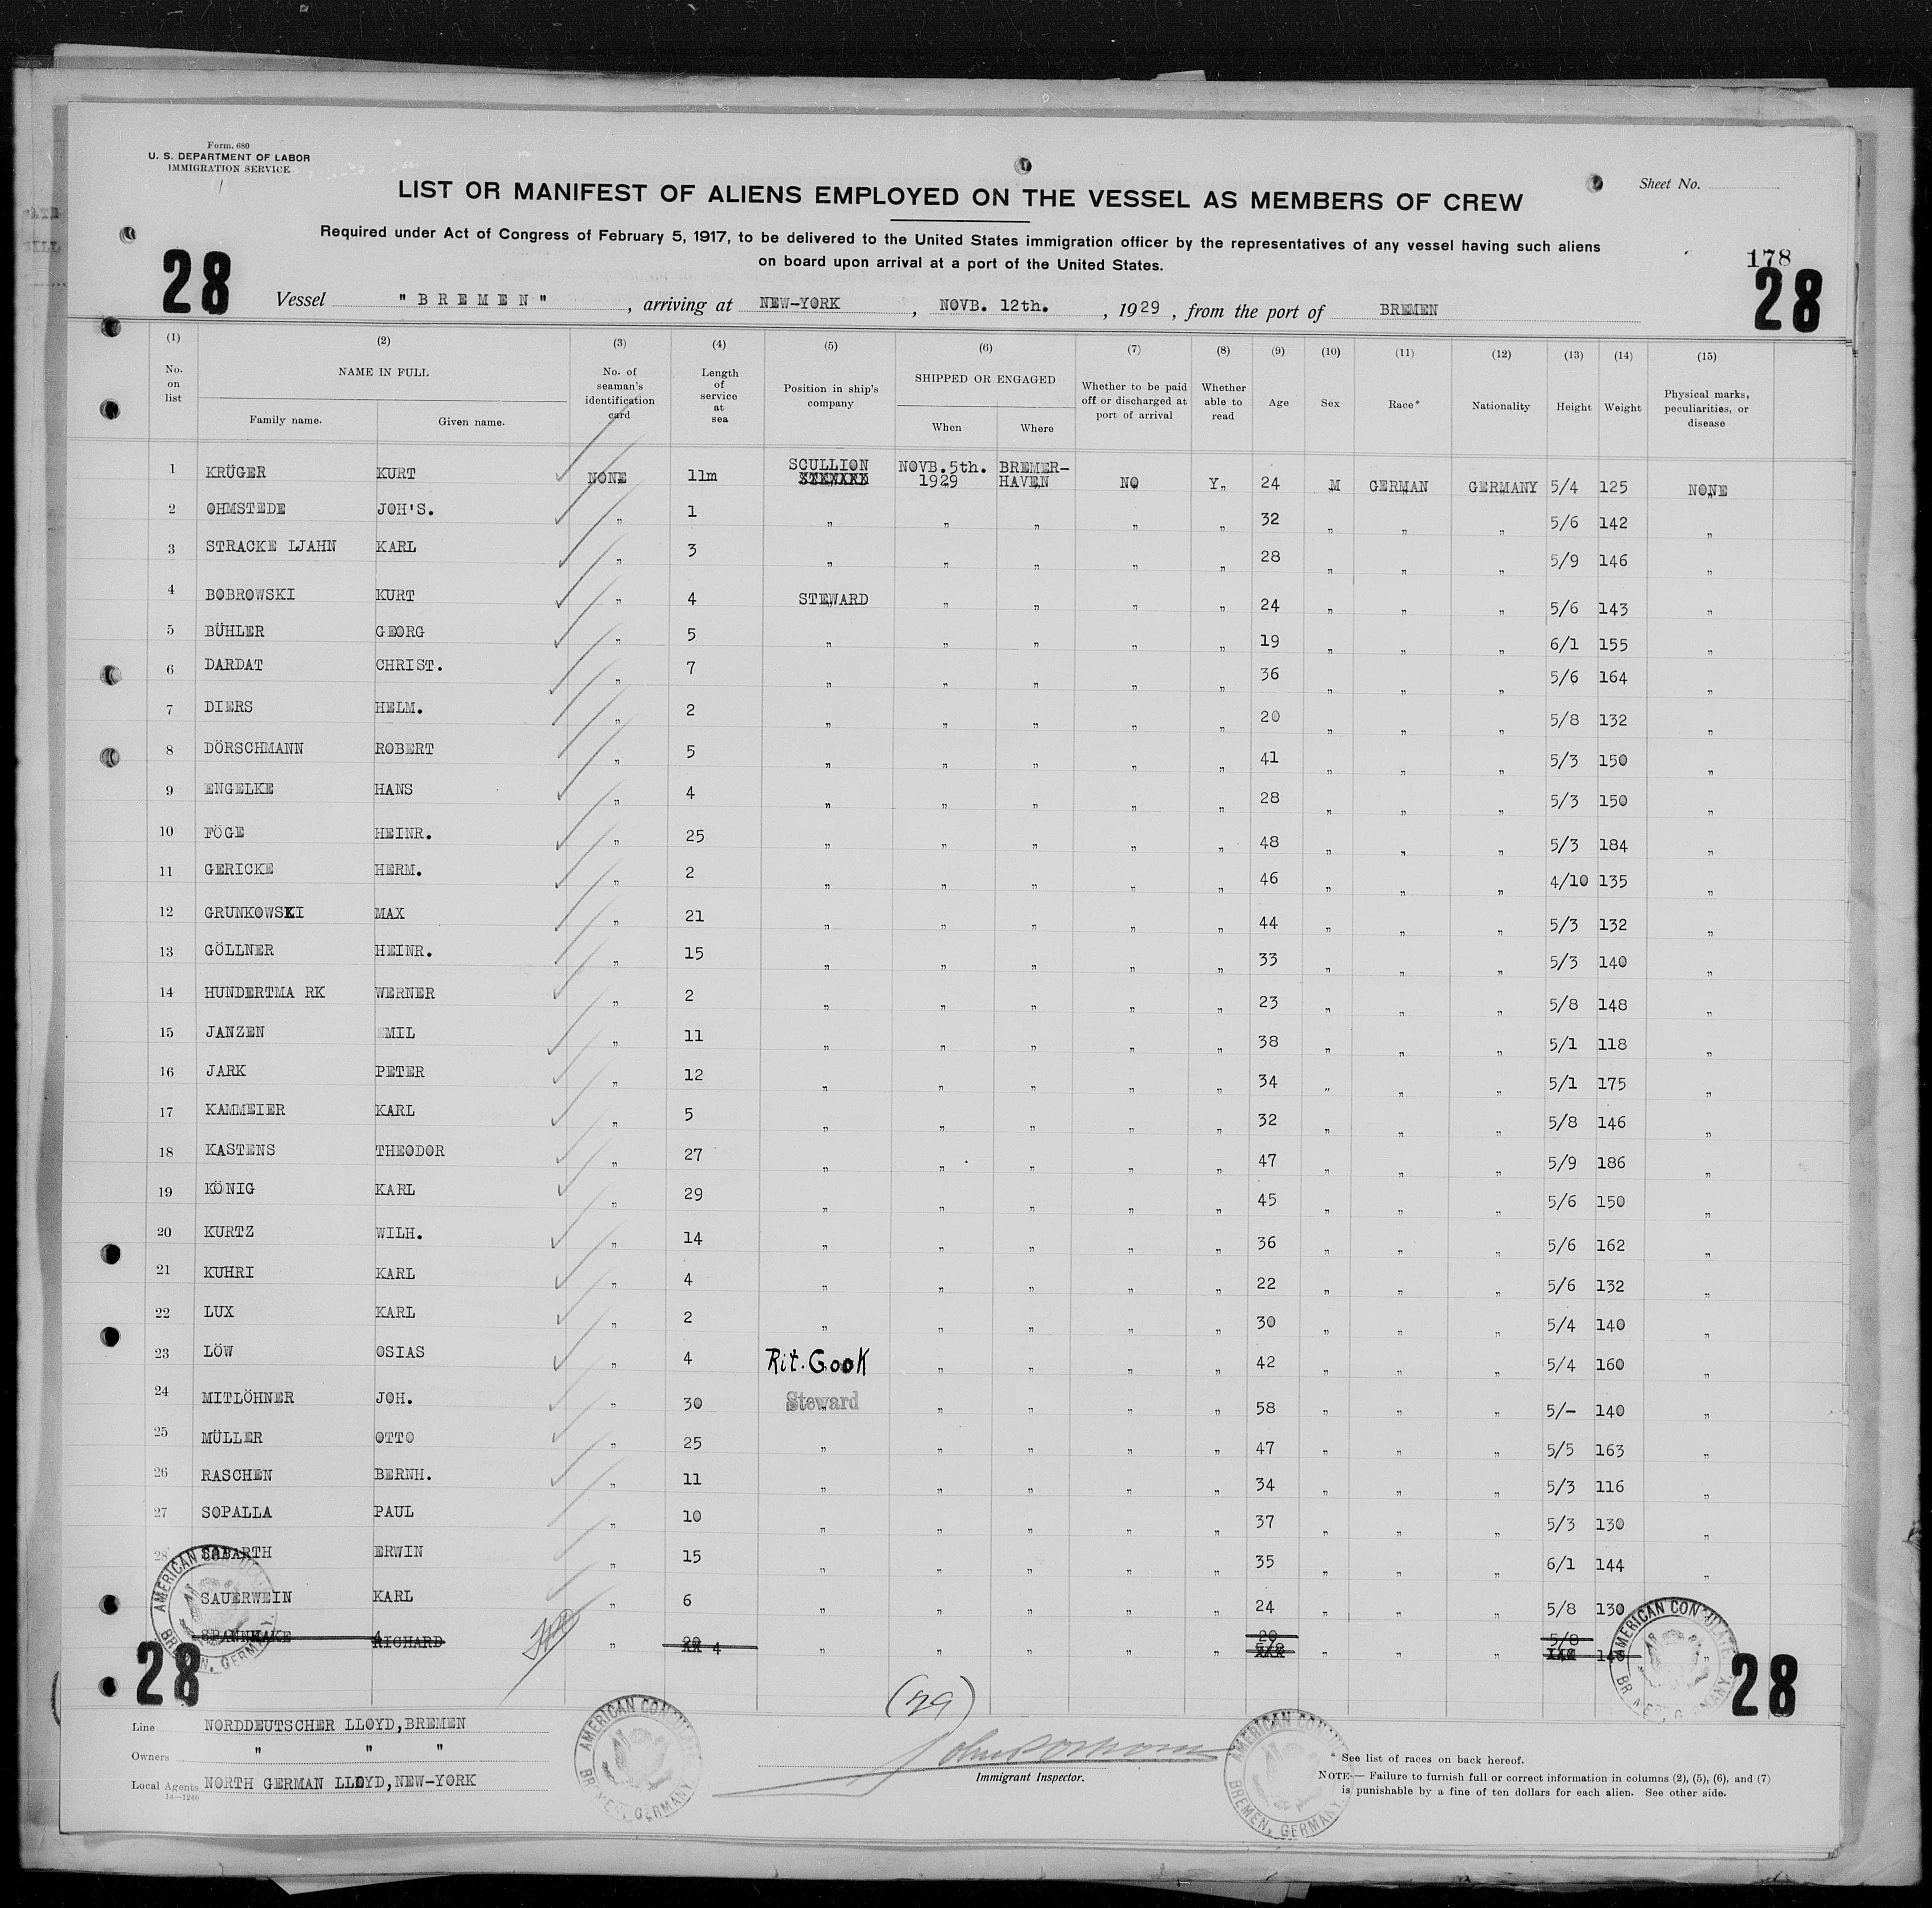 Form. 680
U. S. DEPARTMENT OF LABOR
IMMIGRATION SERVICE
Sheet No.
LIST OR MANIFEST OF ALIENS EMPLOYED ON THE VESSEL AS MEMBERS OF CREW
Required under Act of Congress of February 5, 1917, to be delivered to the United States immigration officer by the representatives of any vessel having such aliens
on board upon arrival at a port of the United States.
178
28 28
Vessel "BREMEN", arriving at NEW-YORK, NOVB. 12th., 1929, from the port of BREMEN
(1) (2) (3) (4) (5) (6) (7) (8) (9) (10) (11) (12) (13) (14) (15)
No. on list NAME IN FULL Family name. Given name. No. of seaman's identification card Length of service at sea Position in ship's company SHIPPED OR ENGAGED When Where Whether to be paid off or discharged at port of arrival Whether able to read Age Sex Race* Nationality Height Weight Physical marks, peculiarities, or disease
1 KRÜGER KURT NONE 11m SCULLION NOVB.5th. 1929 BREMER-HAVEN NO Y„ 24 M GERMAN GERMANY 5/4 125 NONE
2 OHMSTEDE JOH'S. „ 1 „ „ „ „ „ 32 „ „ „ 5/6 142 „
3 STRACKE LJAHN KARL „ 3 „ „ „ „ „ 28 „ „ „ 5/9 146 „
4 BOBROWSKI KURT „ 4 STEWARD „ „ „ „ 24 „ „ „ 5/6 143 „
5 BÜHLER GEORG „ 5 „ „ „ „ „ 19 „ „ „ 6/1 155 „
6 DARDAT CHRIST. „ 7 „ „ „ „ „ 36 „ „ „ 5/6 164 „
7 DIERS HELM. „ 2 „ „ „ „ „ 20 „ „ „ 5/8 132 „
8 DÖRSCHMANN ROBERT „ 5 „ „ „ „ „ 41 „ „ „ 5/3 150 „
9 ENGELKE HANS „ 4 „ „ „ „ „ 28 „ „ „ 5/3 150 „
10 FÖGE HEINR. „ 25 „ „ „ „ „ 48 „ „ „ 5/3 184 „
11 GERICKE HERM. „ 2 „ „ „ „ „ 46 „ „ „ 4/10 135 „
12 GRUNKOWSKI MAX „ 21 „ „ „ „ „ 44 „ „ „ 5/3 132 „
13 GÖLLNER HEINR. „ 15 „ „ „ „ „ 33 „ „ „ 5/3 140 „
14 HUNDERTMA RK WERNER „ 2 „ „ „ „ „ 23 „ „ „ 5/8 148 „
15 JANZEN EMIL „ 11 „ „ „ „ „ 38 „ „ „ 5/1 118 „
16 JARK PETER „ 12 „ „ „ „ „ 34 „ „ „ 5/1 175 „
17 KAMMEIER KARL „ 5 „ „ „ „ „ 32 „ „ „ 5/8 146 „
18 KASTENS THEODOR „ 27 „ „ „ „ „ 47 „ „ „ 5/9 186 „
19 KÖNIG KARL „ 29 „ „ „ „ „ 45 „ „ „ 5/6 150 „
20 KURTZ WILH. „ 14 „ „ „ „ „ 36 „ „ „ 5/6 162 „
21 KUHRI KARL „ 4 „ „ „ „ „ 22 „ „ „ 5/6 132 „
22 LUX KARL „ 2 „ „ „ „ „ 30 „ „ „ 5/4 140 „
23 LÖW OSIAS „ 4 Rit. Cook „ „ „ „ 42 „ „ „ 5/4 160 „
24 MITLÖHNER JOH. „ 30 Steward „ „ „ „ 58 „ „ „ 5/- 140 „
25 MÜLLER OTTO „ 25 „ „ „ „ „ 47 „ „ „ 5/5 163 „
26 RASCHEN BERNH. „ 11 „ „ „ „ „ 34 „ „ „ 5/3 116 „
27 SOPALLA PAUL „ 10 „ „ „ „ „ 37 „ „ „ 5/3 130 „
28 SABARTH ERWIN „ 15 „ „ „ „ „ 35 „ „ „ 6/1 144 „
SAUERWEIN KARL „ 6 „ „ „ „ „ 24 „ „ „ 5/8 130
SPANNHAKE RICHARD „ 4 „ „ „ „ „ 20 „ „ „ 5/8 „
28 28
(29)
AMERICAN CONSULATE BREMEN, GERMANY.
AMERICAN CONSULATE BREMEN, GERMANY.
AMERICAN CONSULATE BREMEN, GERMANY.
AMERICAN CONSULATE BREMEN, GERMANY.
Line NORDDEUTSCHER LLOYD,BREMEN
Owners " " "
Local Agents NORTH GERMAN LLOYD,NEW-YORK
14—1240
Immigrant Inspector.
* See list of races on back hereof.
NOTE.— Failure to furnish full or correct information in columns (2), (5), (6), and (7)
is punishable by a fine of ten dollars for each alien. See other side.